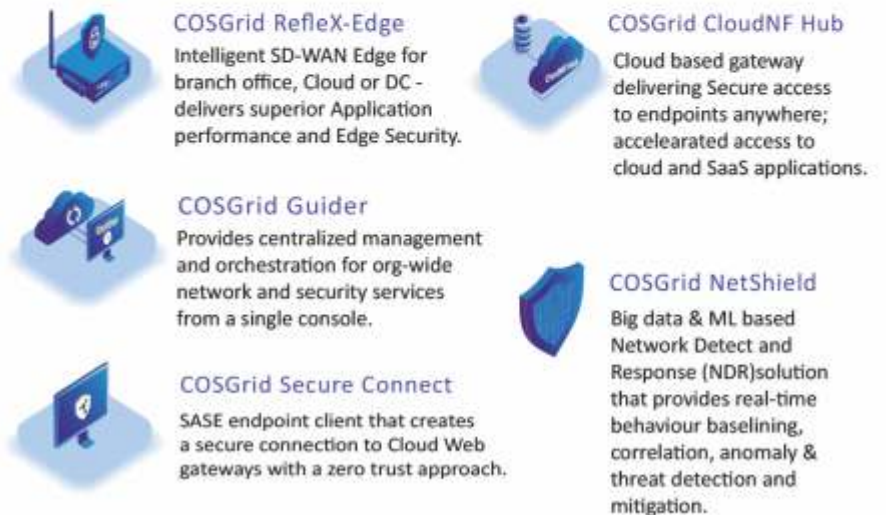 COSGrid RefleX-Edge
Intelligent SD-WAN Edge for
branch office, Cloud or DC -
delivers superior Application
performance and Edge Security.
COSGrid Guider
Provides centralized management
and orchestration for org-wide
network and security services
from a single console.
COSGrid Secure Connect
SASE endpoint client that creates
a secure connection to Cloud Web
gateways with a zero trust approach.
COSGrid CloudNF Hub
Cloud based gateway
delivering Secure access
to endpoints anywhere;
accelearated access to
cloud and SaaS applications.
COSGrid NetShield
Big data & ML based
Network Detect and
Response (NDR)solution
that provides real-time
behaviour baselining,
correlation, anomaly &
threat detection and
mitigation.